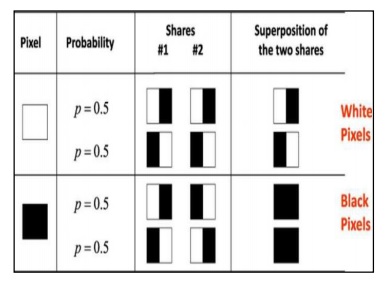 Pixel Probability Shares Superposition of
#1 #2 the two shares
p = 0.5 White
p = 0.5 Pixels
p = 0.5 Black
p = 0.5 Pixels